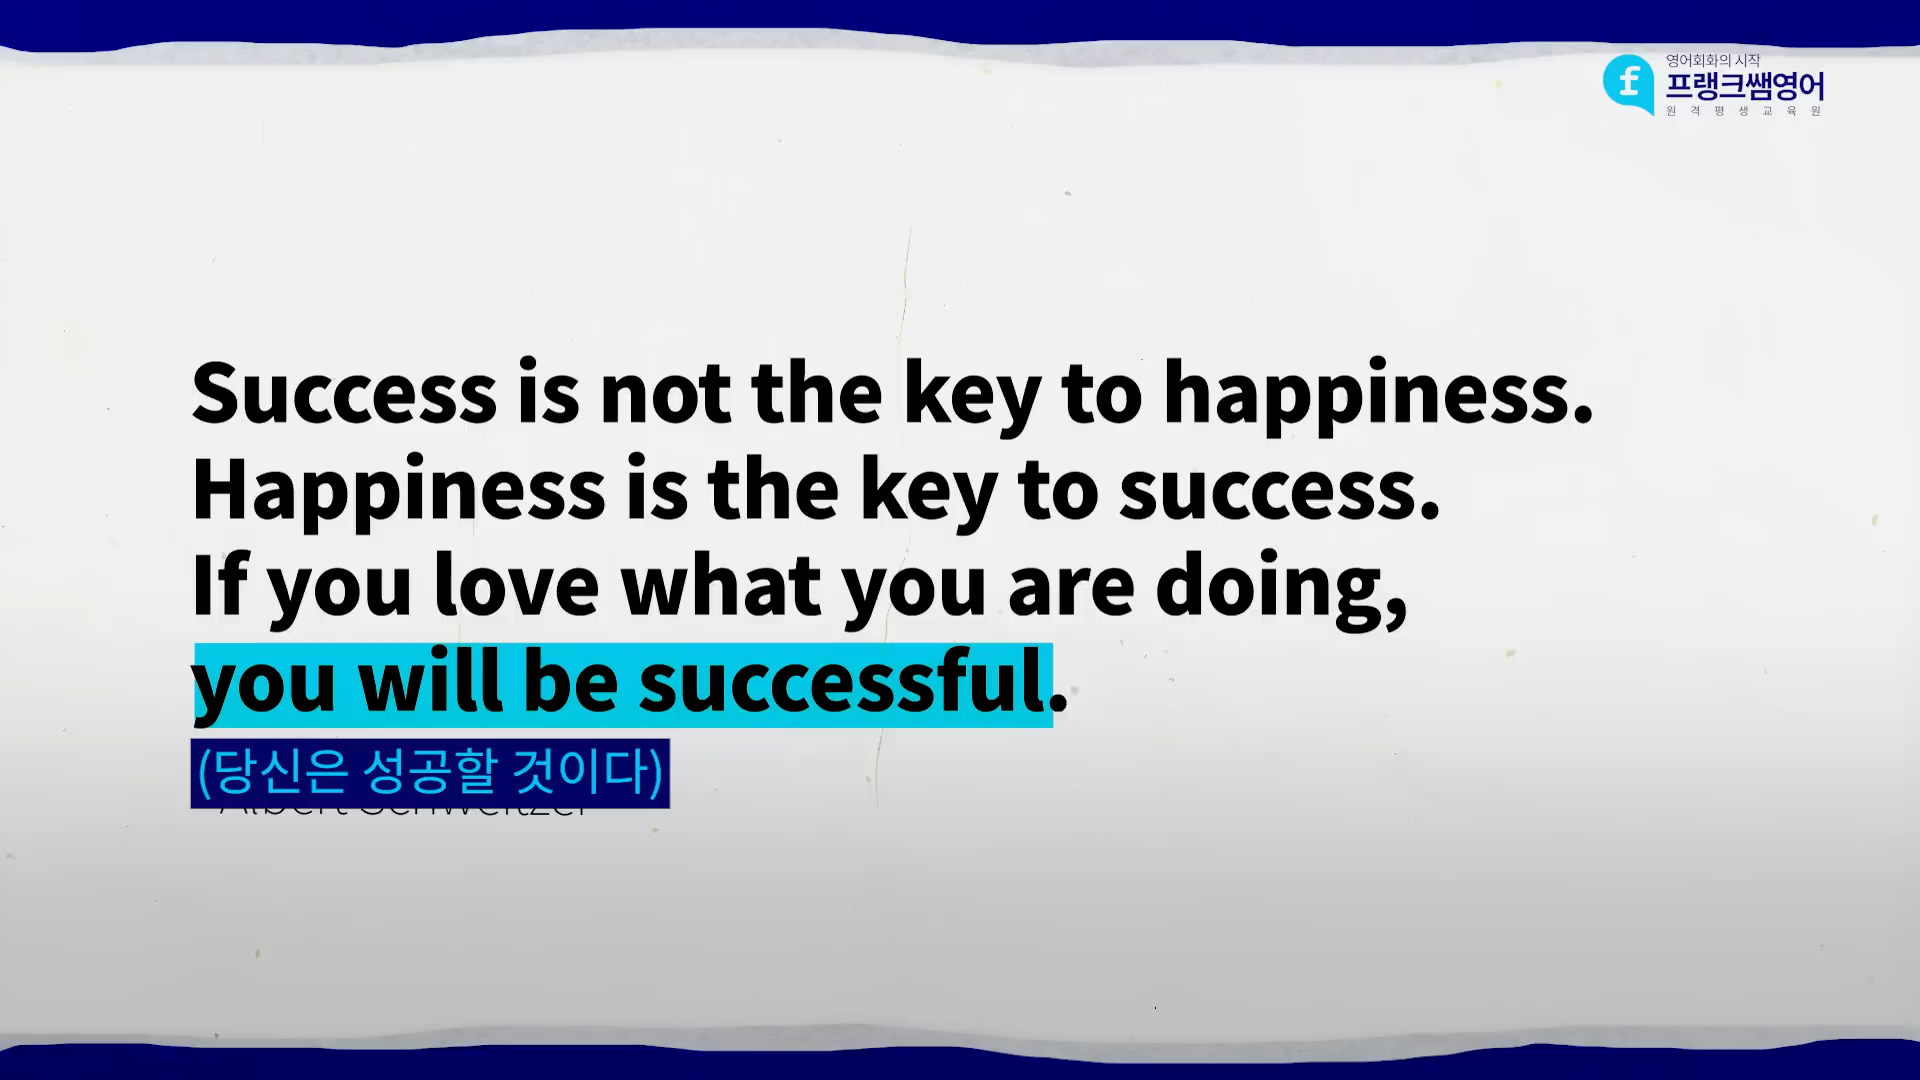 영어회화의 시작
프랭크쌤영어
원격평생교육원
Success is not the key to happiness.
Happiness is the key to success.
If you love what you are doing,
you will be successful.
(당신은 성공할 것이다)